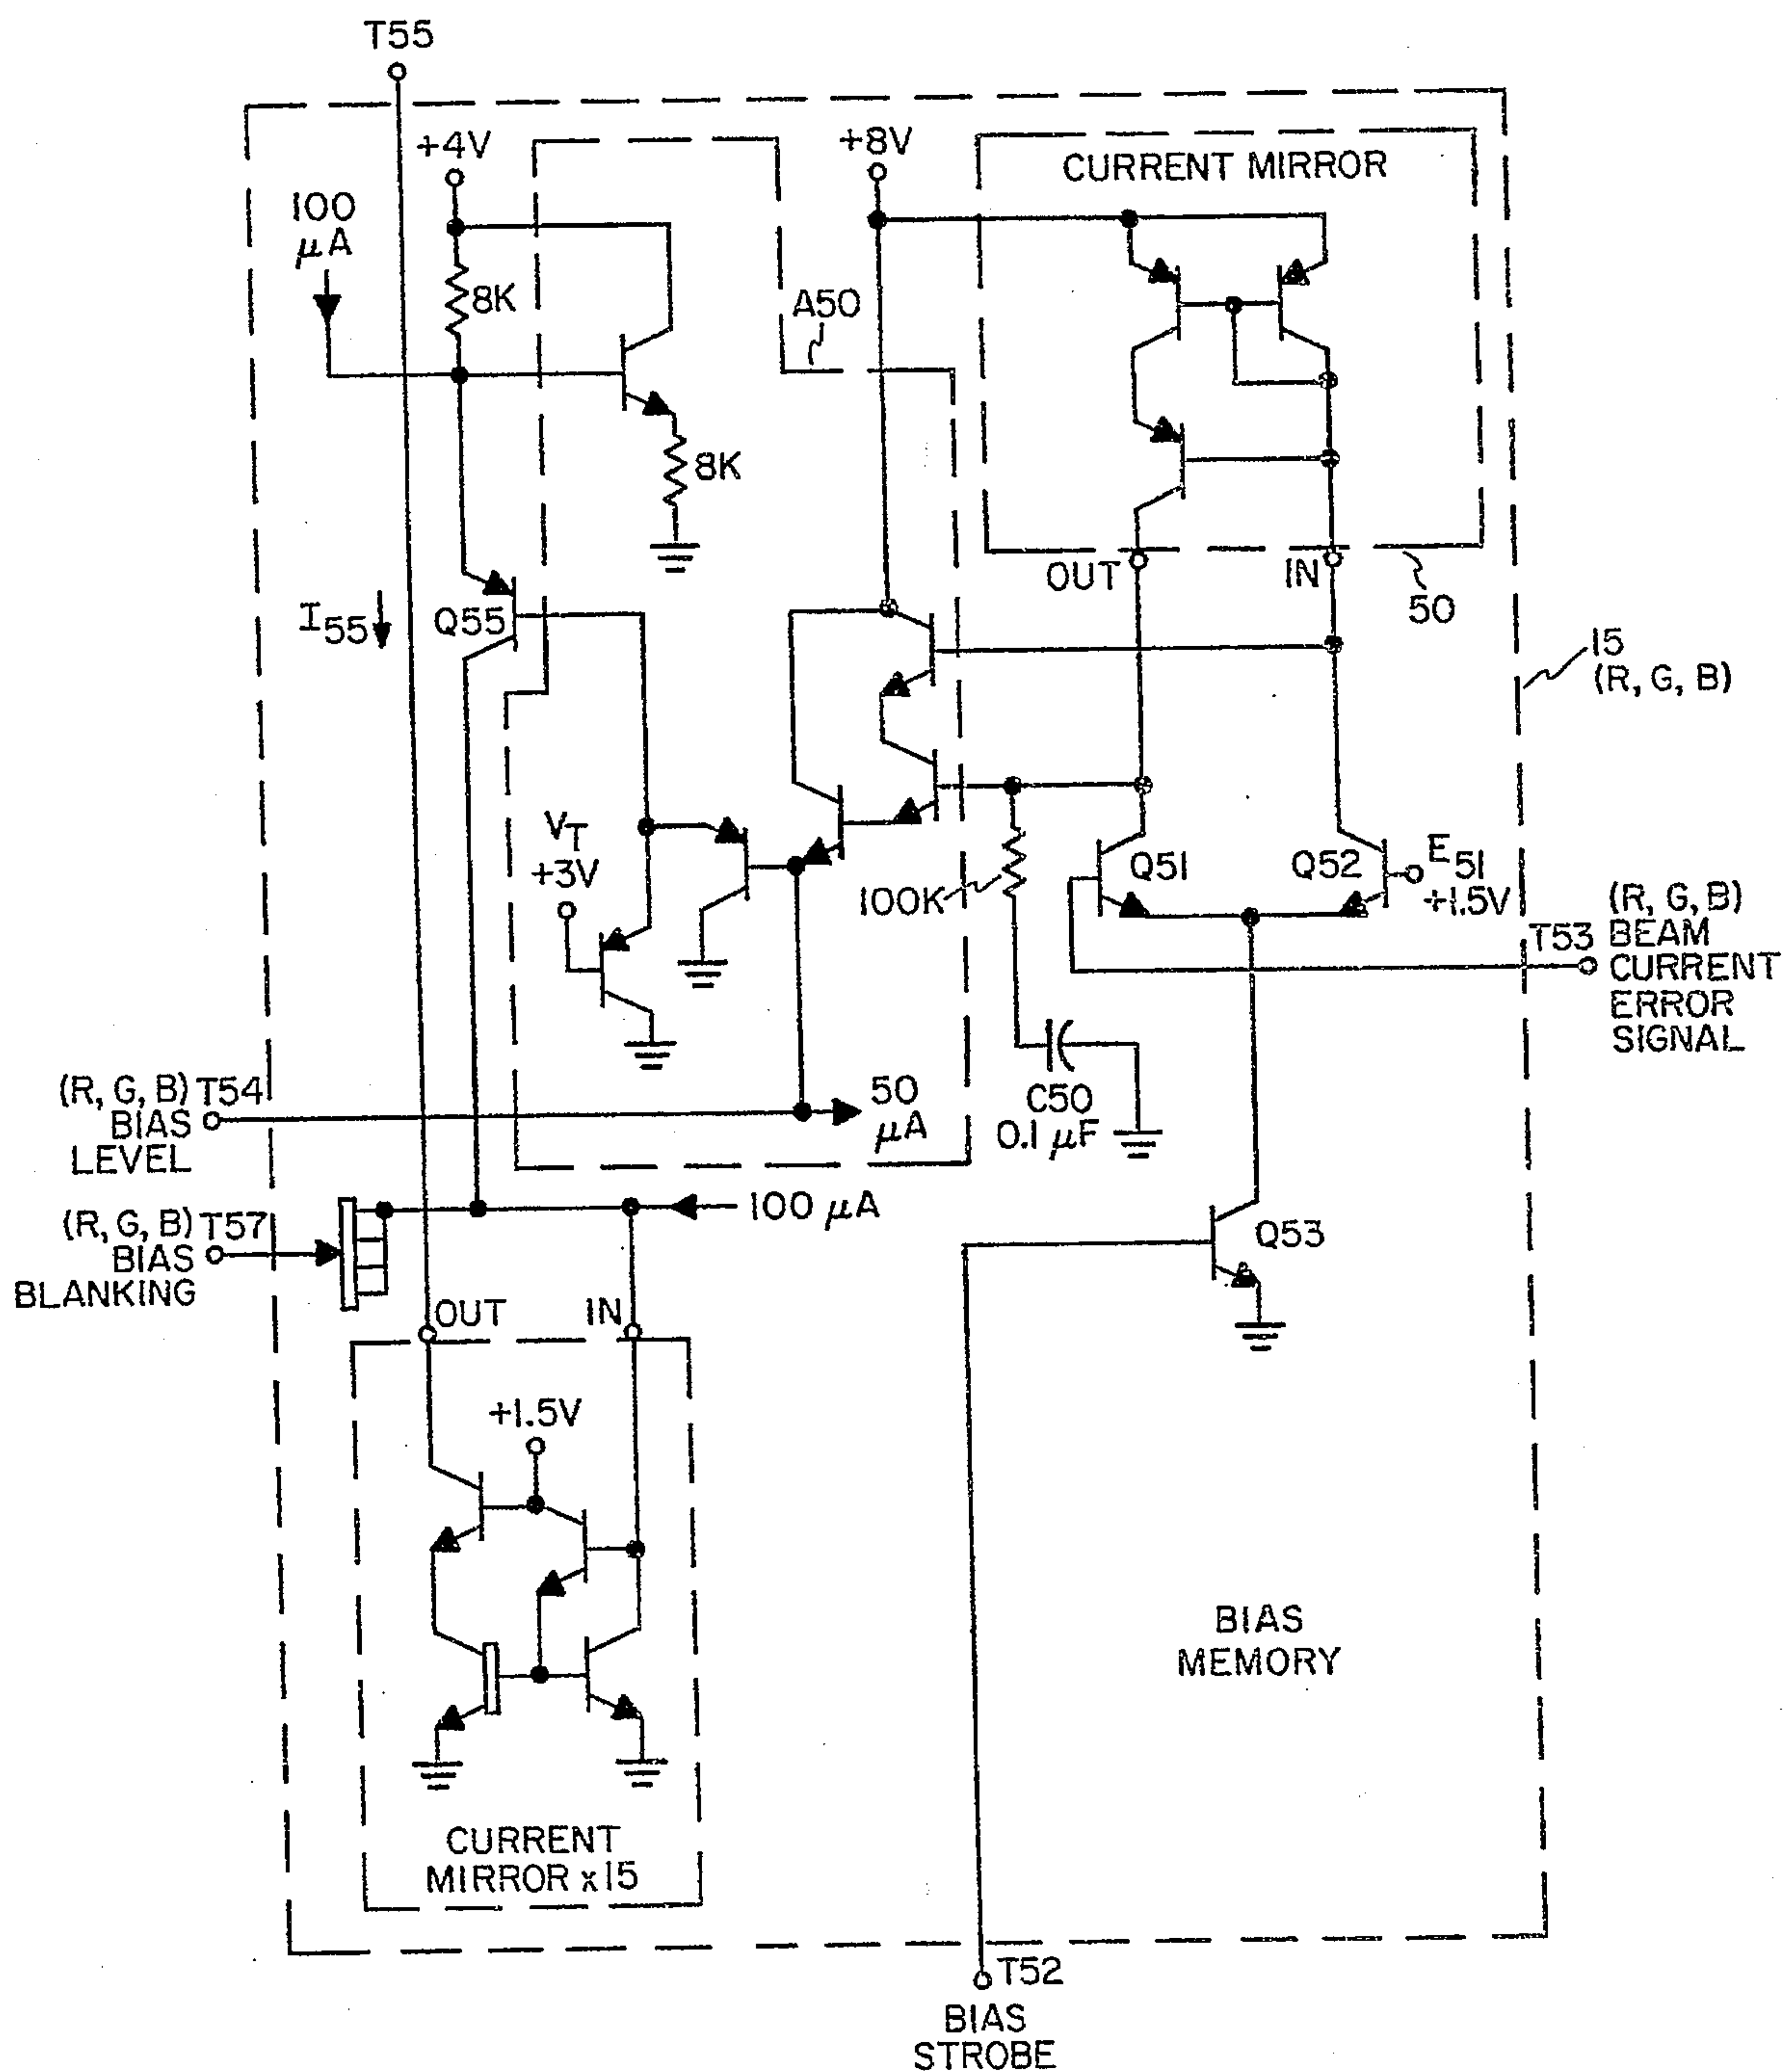 T55
+4V
+8V
CURRENT MIRROR
100
μA
8K
A50
8K
OUT
IN
50
I55
Q55
15
(R, G, B)
VT
+3V
100K
Q51
Q52
E51
+1.5V
T53
(R, G, B)
BEAM
CURRENT
ERROR
SIGNAL
(R, G, B) T54
BIAS
LEVEL
50
μA
C50
0.1 μF
(R, G, B) T57
BIAS
BLANKING
100 μA
Q53
OUT
IN
+1.5V
CURRENT
MIRROR x15
BIAS
MEMORY
T52
BIAS
STROBE